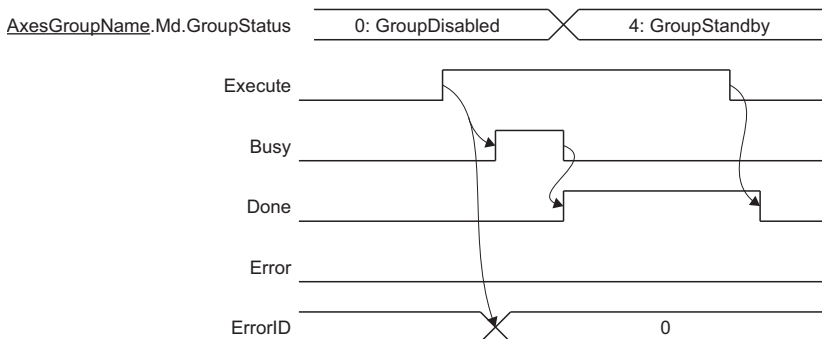 AxesGroupName.Md.GroupStatus 0: GroupDisabled 4: GroupStandby
Execute
Busy
Done
Error
ErrorID 0